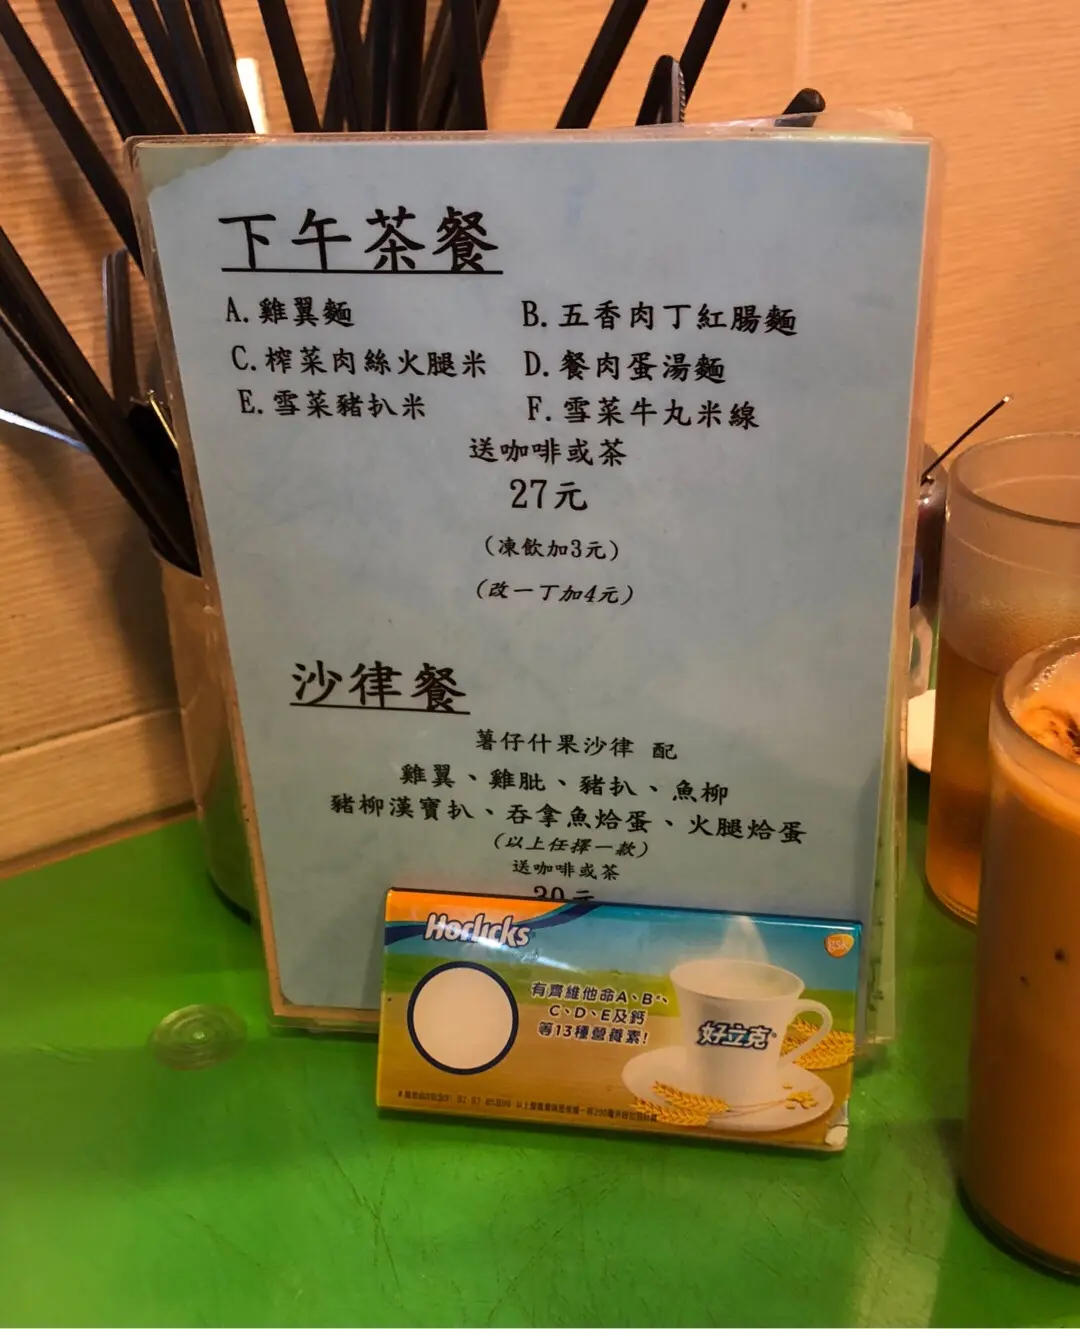 下午茶餐
A. 雞翼麵 B. 五香肉丁紅腸麵
C. 榨菜肉絲火腿米 D. 餐肉蛋湯麵
E. 雪菜豬扒米 F. 雪菜牛丸米線
送咖啡或茶
27元
(凍飲加3元)
(改一丁加4元)
沙律餐
薯仔什果沙律 配
雞翼、雞肶、豬扒、魚柳
豬柳漢寶扒、吞拿魚烚蛋、火腿烚蛋
(以上任擇一款)
送咖啡或茶
30元
Horlicks
gsk
有齊維他命A、B
C、D、E及鈣
等13種營養素!
好立克